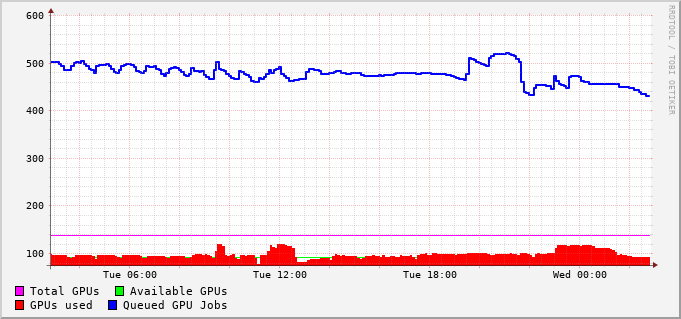 600
500
400
300
200
100
Tue 06:00 Tue 12:00 Tue 18:00 Wed 00:00
Total GPUs Available GPUs
GPUs used Queued GPU Jobs
RRDTOOL / TOBI OETIKER